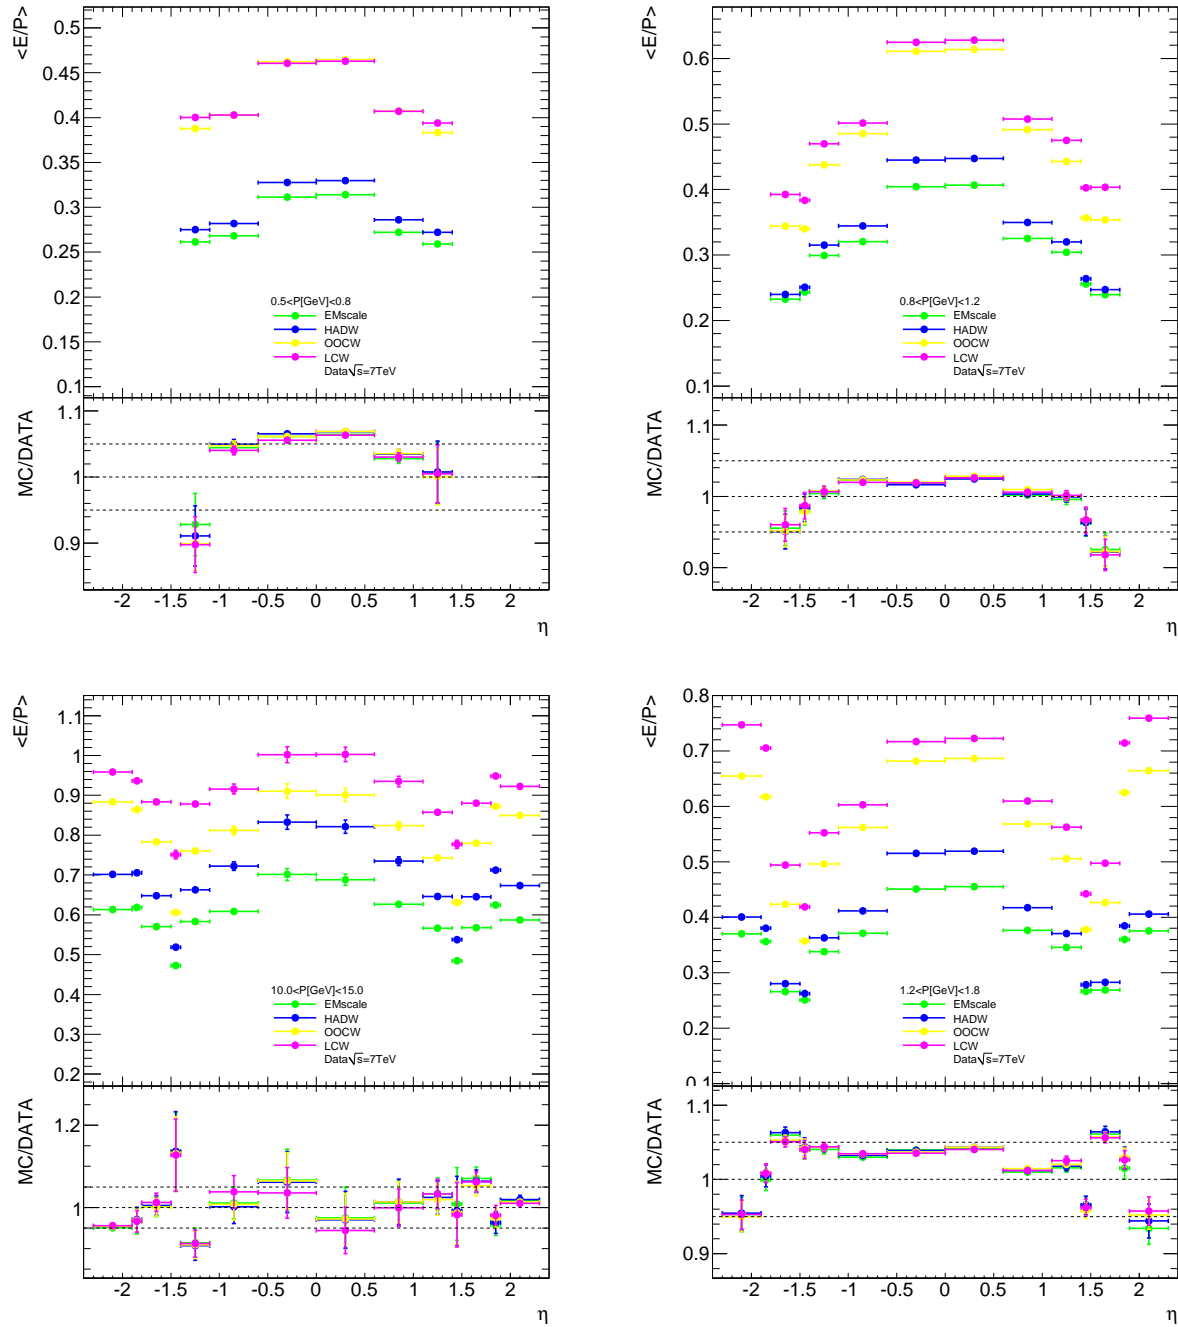 <E/P>
0.5
0.45
0.4
0.35
0.3
0.25
0.2
0.15
0.1
0.5<P[GeV]<0.8
EMscale
HADW
OOCW
LCW
Data√s=7TeV
MC/DATA
1.1
1
0.9
-2 -1.5 -1 -0.5 0 0.5 1 1.5 2
η
<E/P>
0.6
0.5
0.4
0.3
0.2
0.1
0.8<P[GeV]<1.2
EMscale
HADW
OOCW
LCW
Data√s=7TeV
MC/DATA
1.1
1
0.9
-2 -1.5 -1 -0.5 0 0.5 1 1.5 2
η
<E/P>
1.1
1
0.9
0.8
0.7
0.6
0.5
0.4
0.3
0.2
10.0<P[GeV]<15.0
EMscale
HADW
OOCW
LCW
Data√s=7TeV
MC/DATA
1.2
1
-2 -1.5 -1 -0.5 0 0.5 1 1.5 2
η
<E/P>
0.8
0.7
0.6
0.5
0.4
0.3
0.2
0.1
1.2<P[GeV]<1.8
EMscale
HADW
OOCW
LCW
Data√s=7TeV
MC/DATA
1.1
1
0.9
-2 -1.5 -1 -0.5 0 0.5 1 1.5 2
η